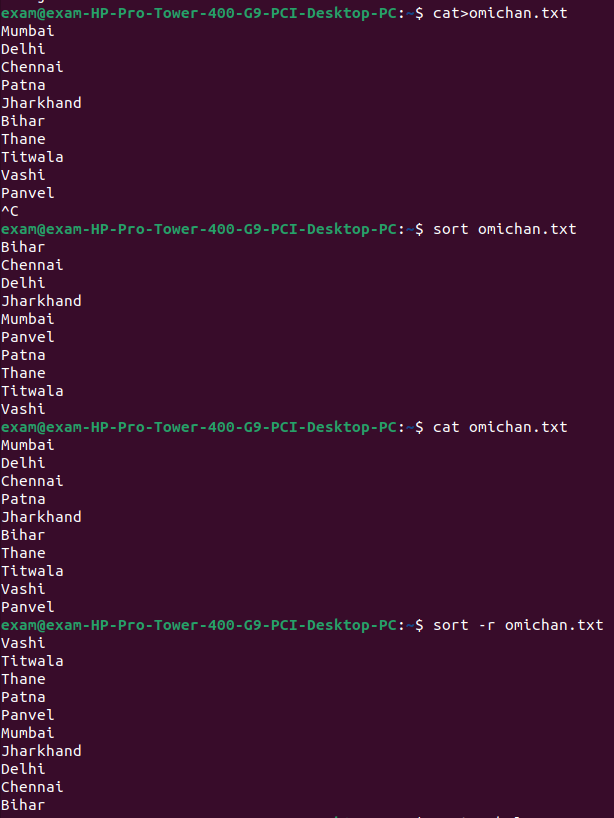 exam@exam-HP-Pro-Tower-400-G9-PCI-Desktop-PC:~$ cat>omichan.txt
Mumbai
Delhi
Chennai
Patna
Jharkhand
Bihar
Thane
Titwala
Vashi
Panvel
^C
exam@exam-HP-Pro-Tower-400-G9-PCI-Desktop-PC:~$ sort omichan.txt
Bihar
Chennai
Delhi
Jharkhand
Mumbai
Panvel
Patna
Thane
Titwala
Vashi
exam@exam-HP-Pro-Tower-400-G9-PCI-Desktop-PC:~$ cat omichan.txt
Mumbai
Delhi
Chennai
Patna
Jharkhand
Bihar
Thane
Titwala
Vashi
Panvel
exam@exam-HP-Pro-Tower-400-G9-PCI-Desktop-PC:~$ sort -r omichan.txt
Vashi
Titwala
Thane
Patna
Panvel
Mumbai
Jharkhand
Delhi
Chennai
Bihar